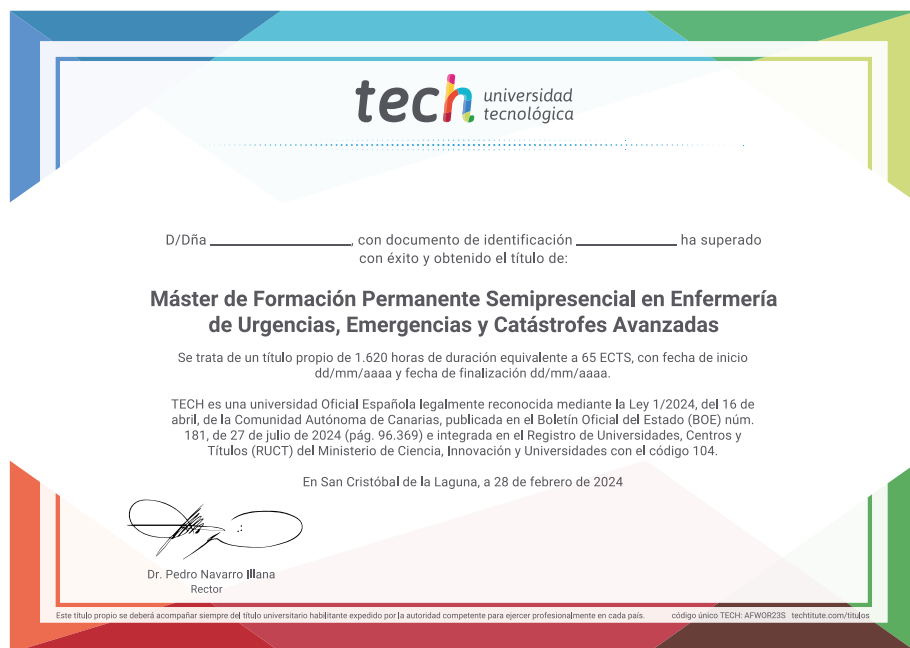 tech universidad
tecnológica
D/Dña ______________, con documento de identificación __________ ha superado
con éxito y obtenido el título de:
Máster de Formación Permanente Semipresencial en Enfermería
de Urgencias, Emergencias y Catástrofes Avanzadas
Se trata de un título propio de 1.620 horas de duración equivalente a 65 ECTS, con fecha de inicio
dd/mm/aaaa y fecha de finalización dd/mm/aaaa.
TECH es una universidad Oficial Española legalmente reconocida mediante la Ley 1/2024, del 16 de
abril, de la Comunidad Autónoma de Canarias, publicada en el Boletín Oficial del Estado (BOE) núm.
181, de 27 de julio de 2024 (pág. 96.369) e integrada en el Registro de Universidades, Centros y
Títulos (RUCT) del Ministerio de Ciencia, Innovación y Universidades con el código 104.
En San Cristóbal de la Laguna, a 28 de febrero de 2024
Dr. Pedro Navarro Illana
Rector
Este título propio se deberá acompañar siempre del título universitario habilitante expedido por la autoridad competente para ejercer profesionalmente en cada país. código único TECH: AFWOR23S techtitute.com/titulos